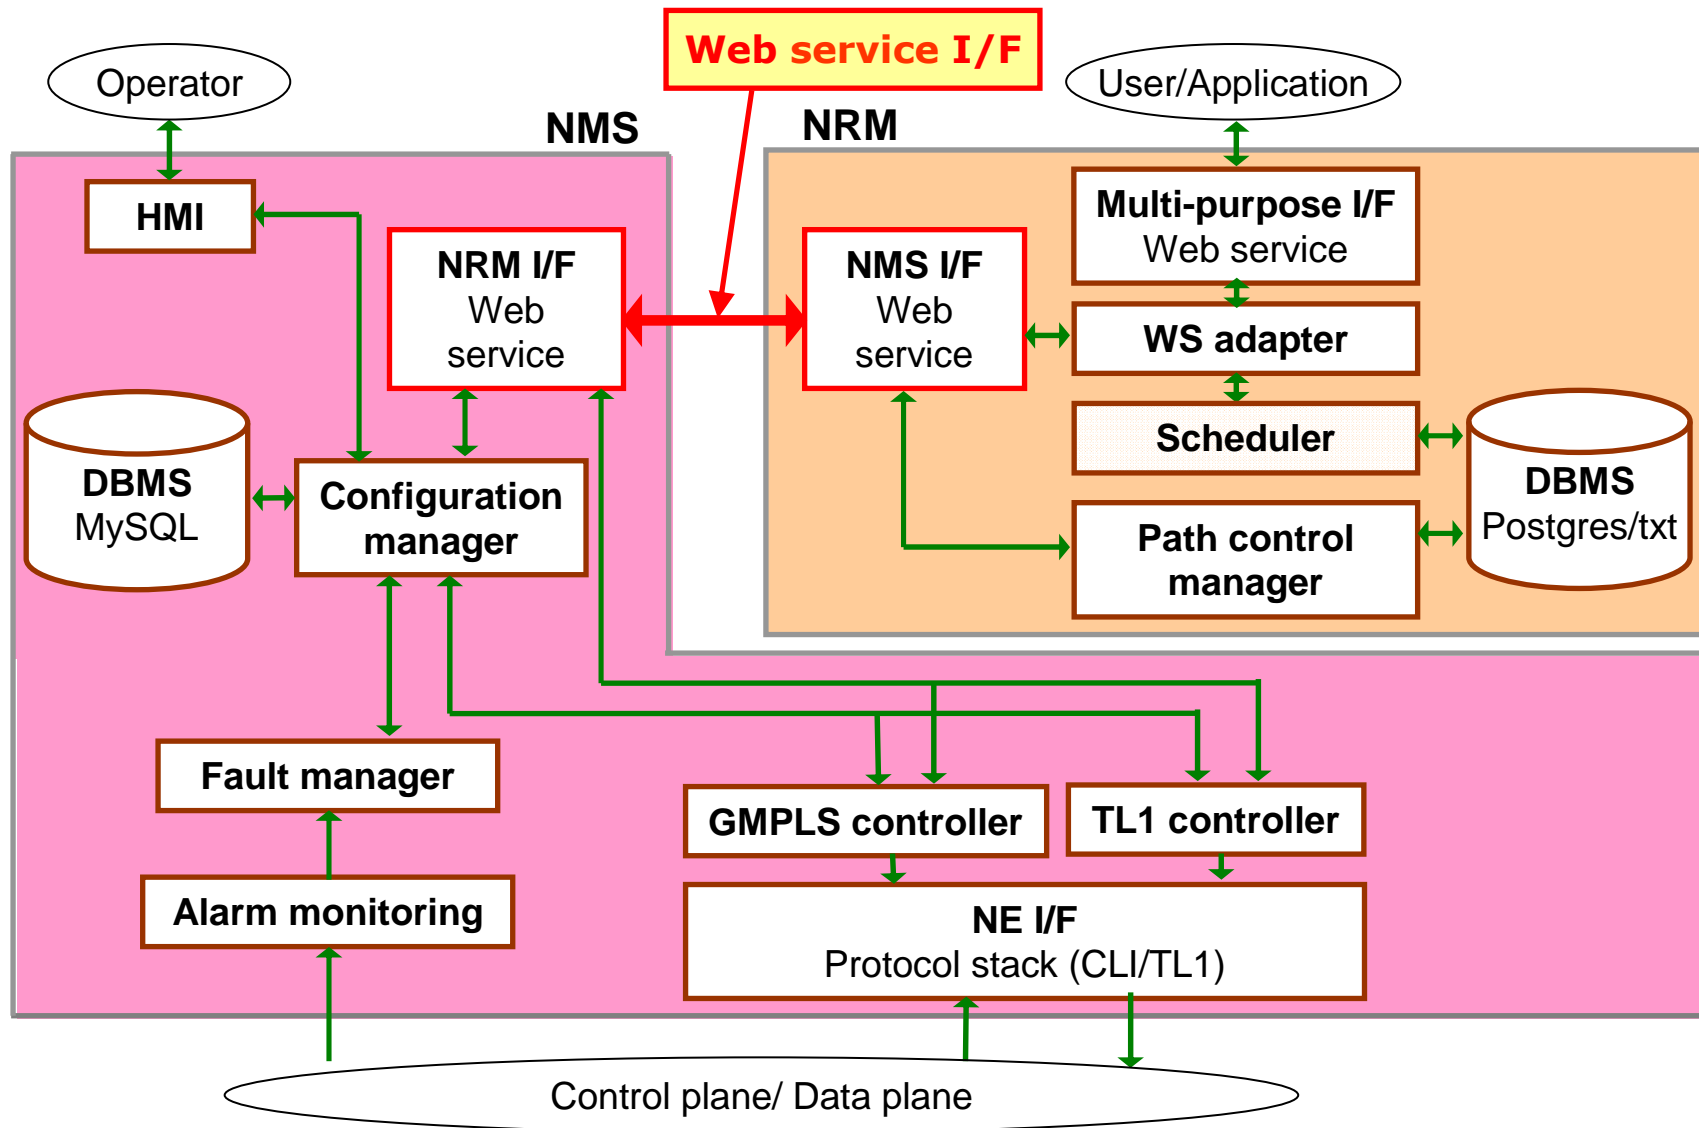 Web service I/F
Operator
User/Application
NMS
NRM
HMI
NRM I/F
Web
service
NMS I/F
Web
service
Multi-purpose I/F
Web service
WS adapter
Scheduler
DBMS
MySQL
Configuration
manager
Path control
manager
DBMS
Postgres/txt
Fault manager
GMPLS controller
TL1 controller
Alarm monitoring
NE I/F
Protocol stack (CLI/TL1)
Control plane/ Data plane